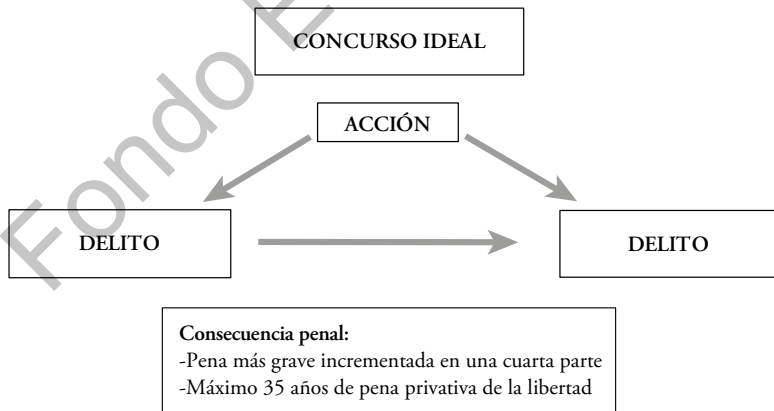 CONCURSO IDEAL
ACCIÓN
DELITO
DELITO
Consecuencia penal:
-Pena más grave incrementada en una cuarta parte
-Máximo 35 años de pena privativa de la libertad
Fondo E